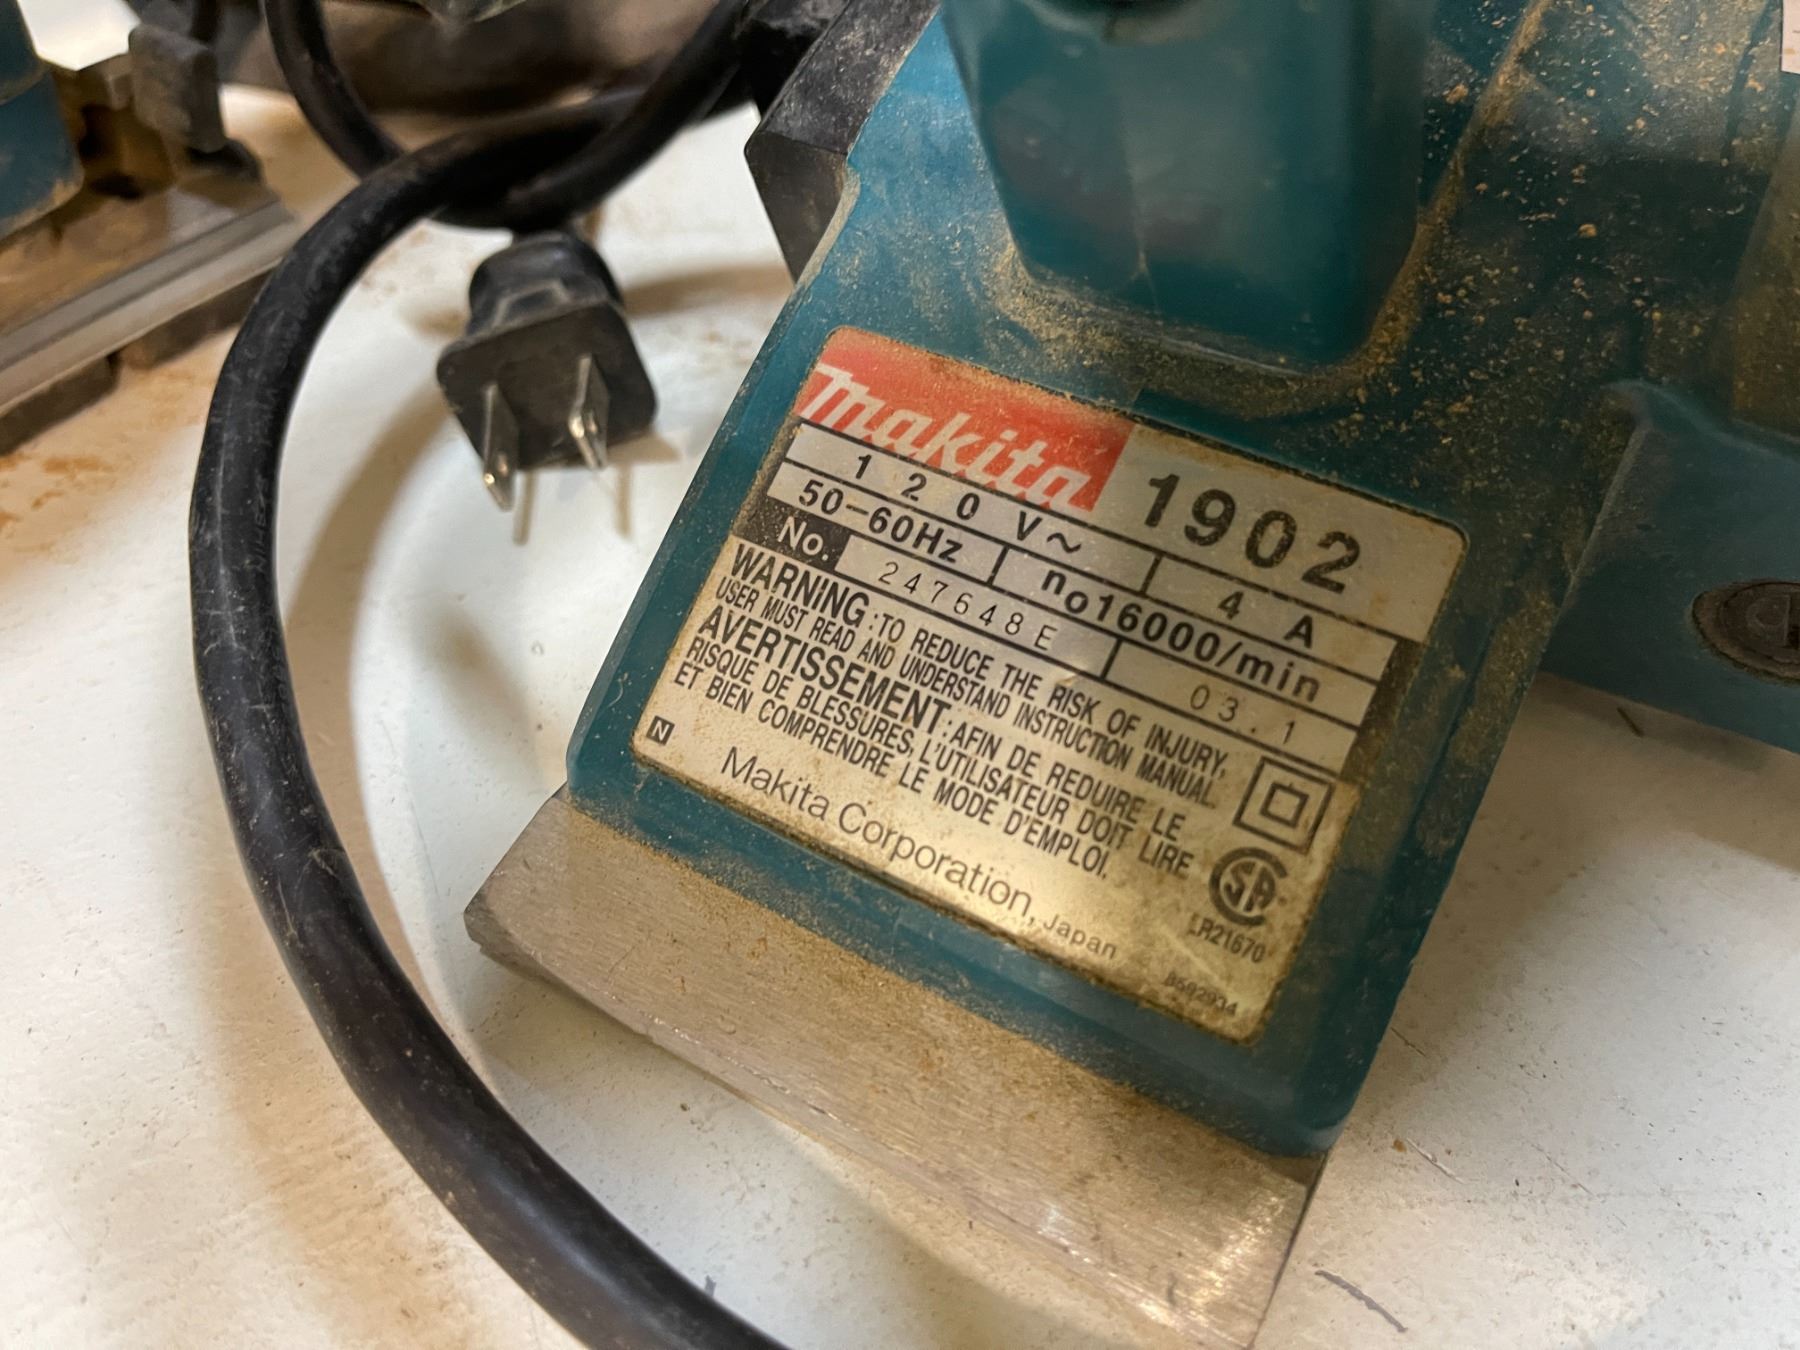 makita 1902
120V～ 4A
50-60Hz no16000/min
No. 247648E 03.1
WARNING: TO REDUCE THE RISK OF INJURY,
USER MUST READ AND UNDERSTAND INSTRUCTION MANUAL.
AVERTISSEMENT: AFIN DE REDUIRE LE
RISQUE DE BLESSURES, L'UTILISATEUR DOIT LIRE
ET BIEN COMPRENDRE LE MODE D'EMPLOI.
N
Makita Corporation, Japan
SA
LR21670